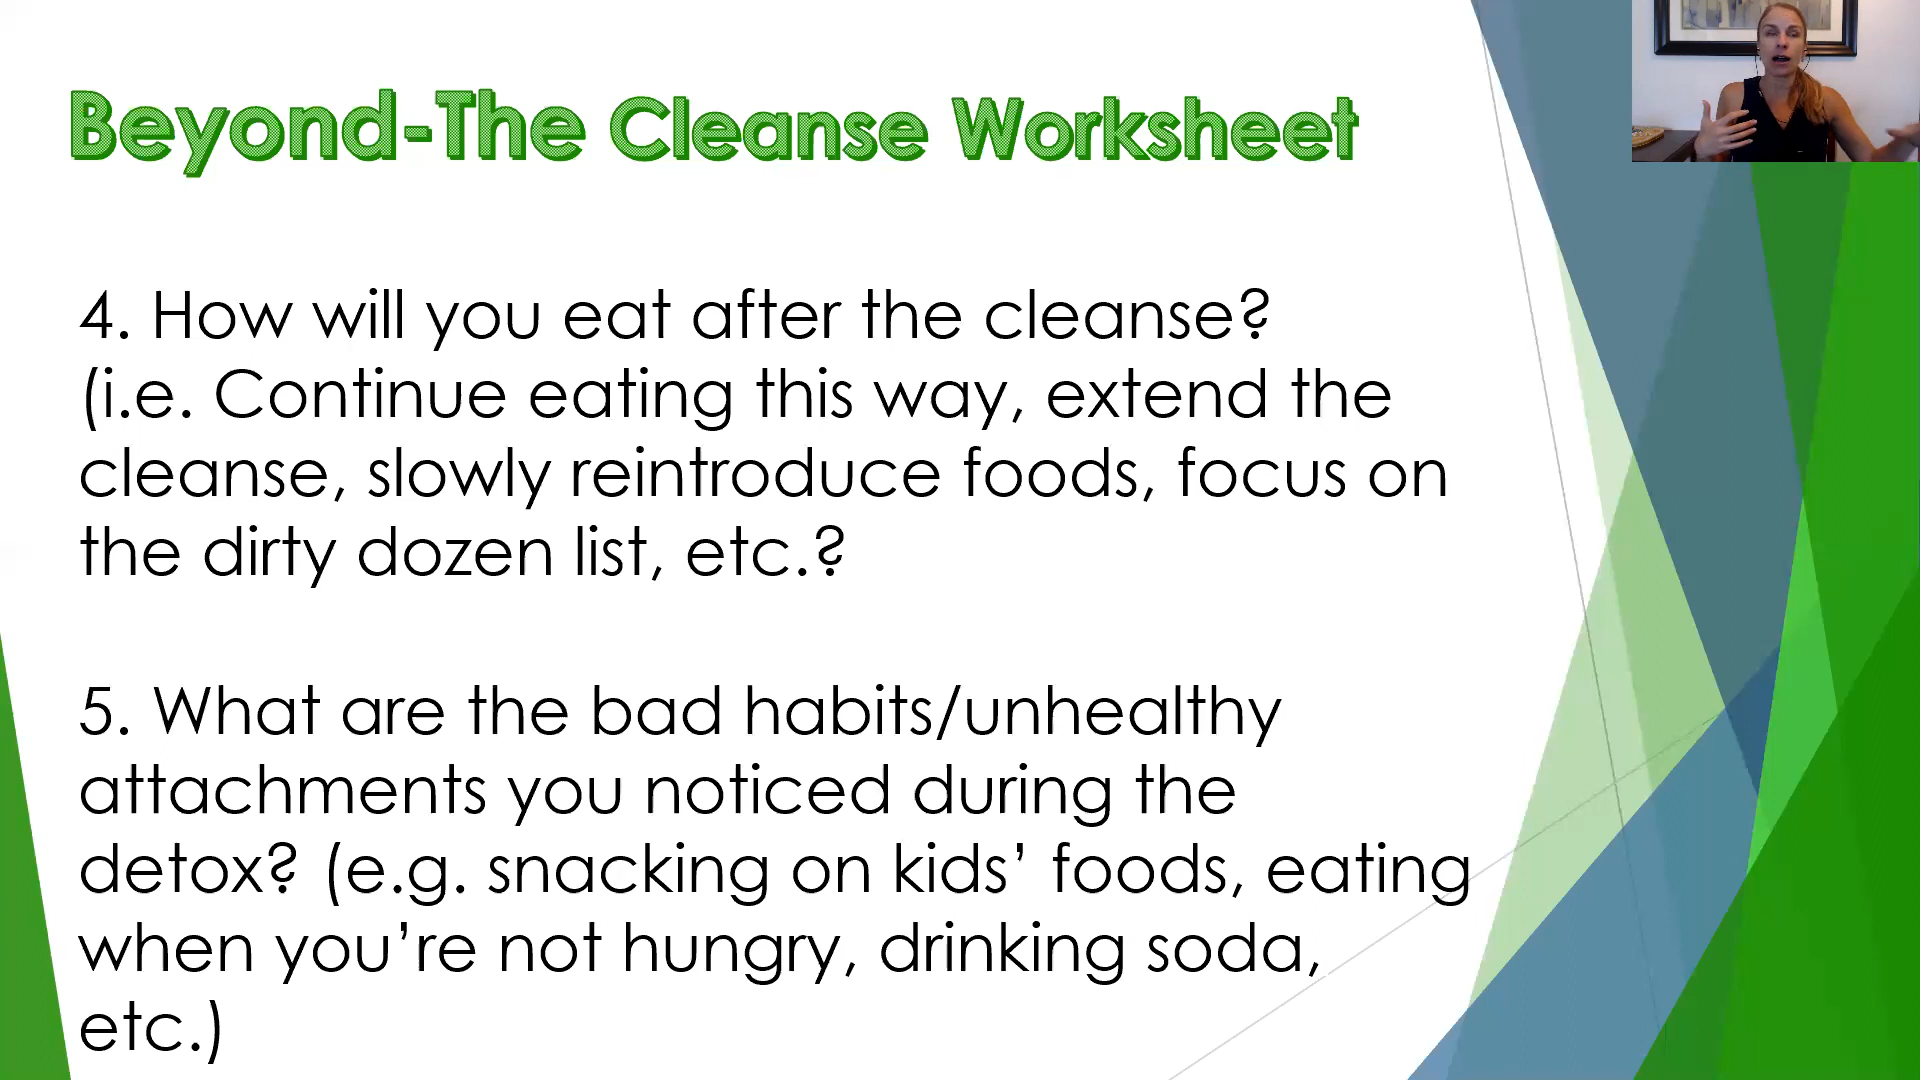 Beyond-The Cleanse Worksheet
4. How will you eat after the cleanse?
(i.e. Continue eating this way, extend the
cleanse, slowly reintroduce foods, focus on
the dirty dozen list, etc.?
5. What are the bad habits/unhealthy
attachments you noticed during the
detox? (e.g. snacking on kids’ foods, eating
when you’re not hungry, drinking soda,
etc.)